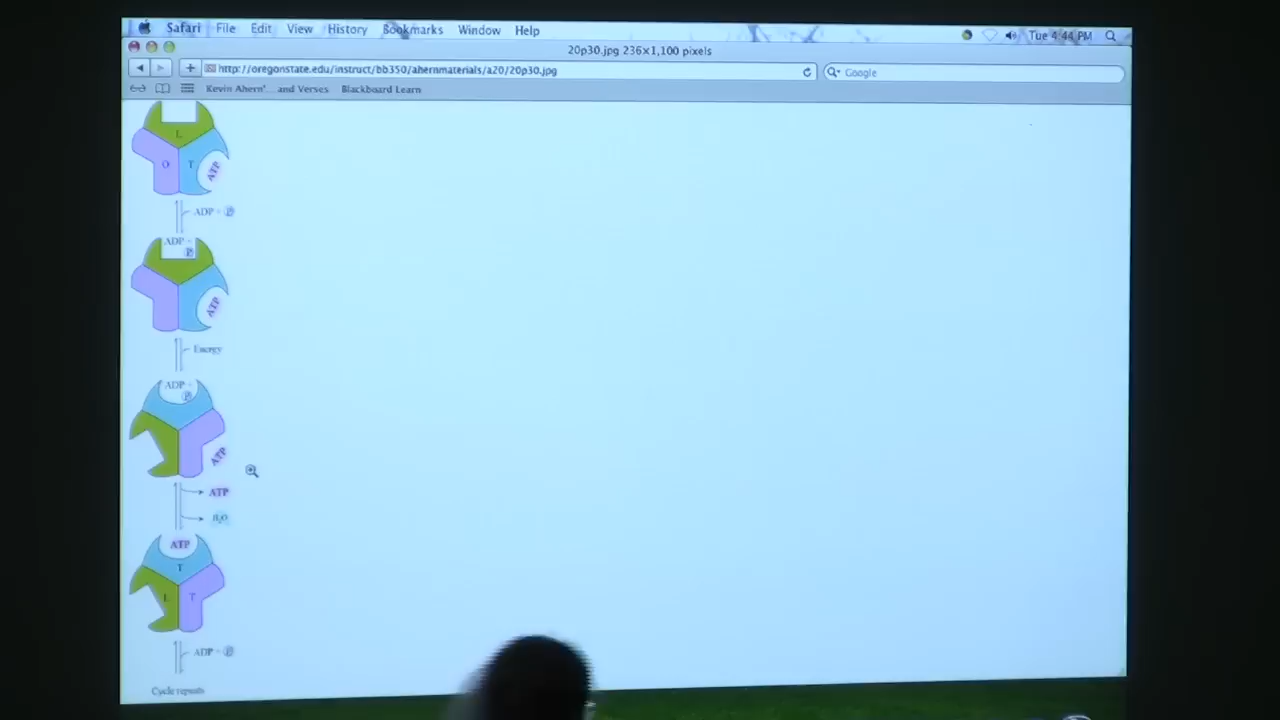 Safari File Edit View History Bookmarks Window Help Tue 4:44 PM
20p30.jpg 236×1,100 pixels
http://oregonstate.edu/instruct/bb350/ahernmaterials/a20/20p30.jpg Google
Kevin Ahern'... and Verses Blackboard Learn
L
O T ATP
ADP + P
ADP +
P
ATP
Energy
ADP +
P
ATP
ATP
H2O
ATP
T
L T
ADP + P
Cycle repeats